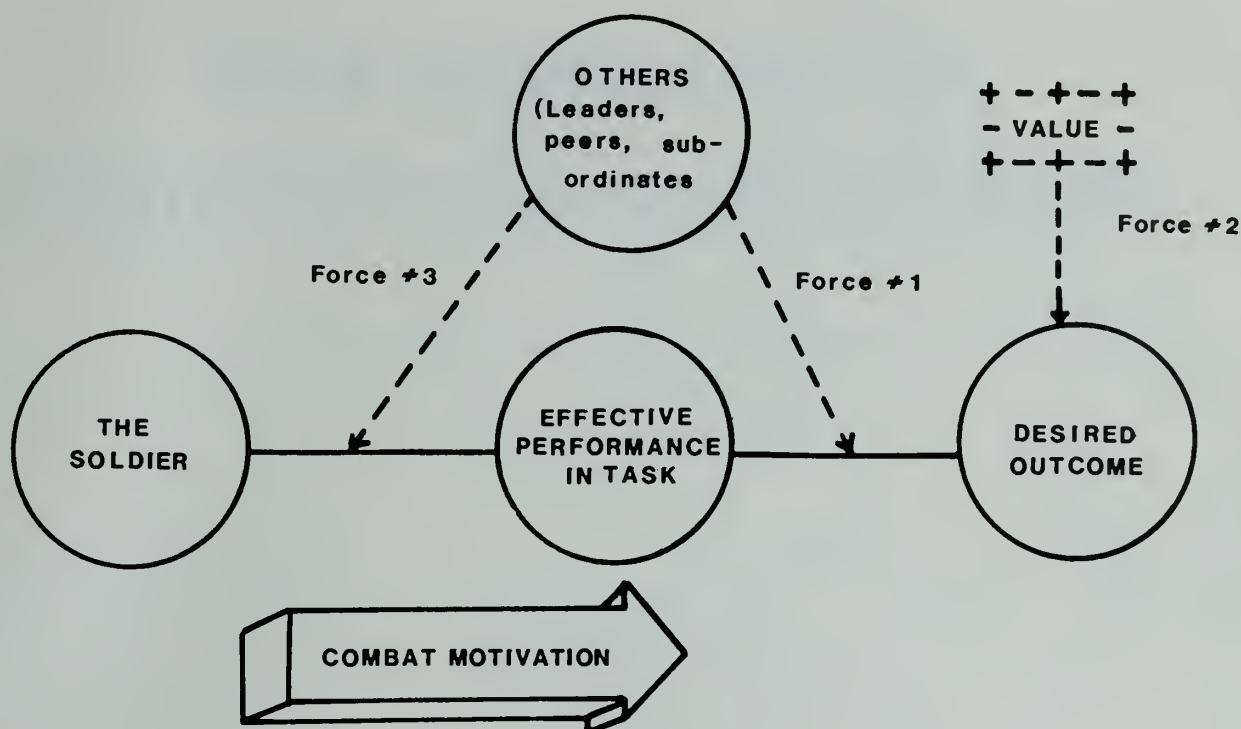 OTHERS
(Leaders,
peers, sub-
ordinates
+ - + - +
- VALUE -
+ - + - +
Force #2
Force #3
Force #1
THE
SOLDIER
EFFECTIVE
PERFORMANCE
IN TASK
DESIRED
OUTCOME
COMBAT MOTIVATION